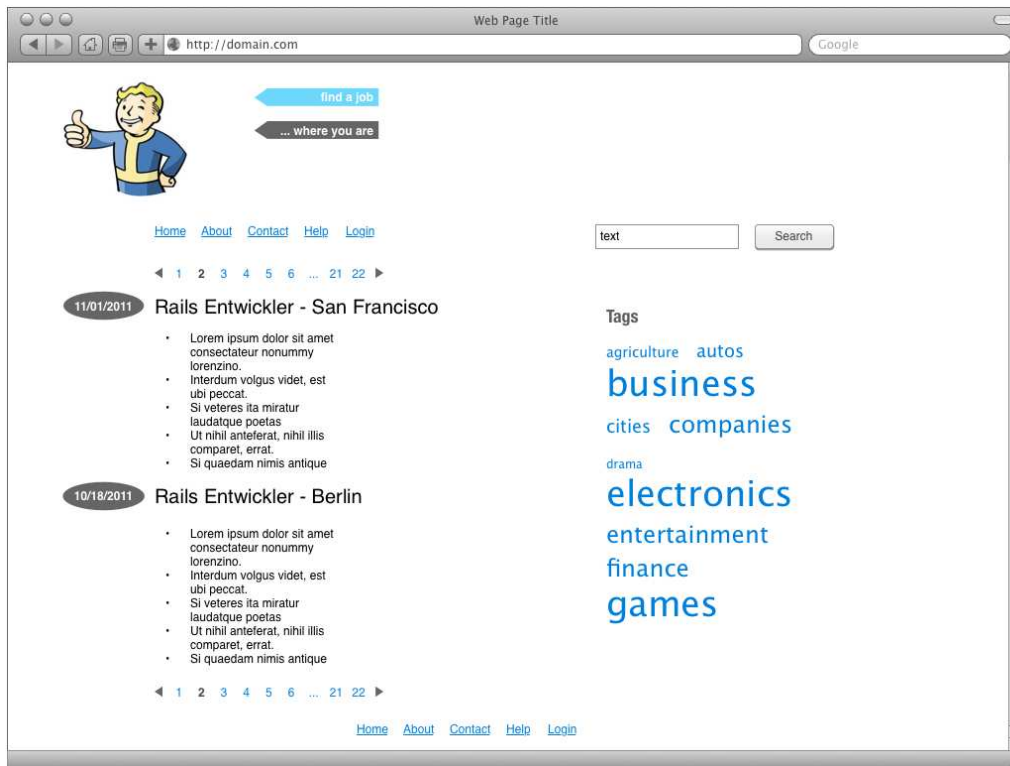 Web Page Title
http://domain.com
Google
find a job
... where you are
Home About Contact Help Login
text
Search
1 2 3 4 5 6 ... 21 22
11/01/2011
Rails Entwickler - San Francisco
• Lorem ipsum dolor sit amet
consectateur nonummy
lorenzino.
• Interdum volgus videt, est
ubi peccat.
• Si veteres ita miratur
laudatque poetas
• Ut nihil anteferat, nihil illis
comparet, errat.
• Si quaedam nimis antique
10/18/2011
Rails Entwickler - Berlin
• Lorem ipsum dolor sit amet
consectateur nonummy
lorenzino.
• Interdum volgus videt, est
ubi peccat.
• Si veteres ita miratur
laudatque poetas
• Ut nihil anteferat, nihil illis
comparet, errat.
• Si quaedam nimis antique
1 2 3 4 5 6 ... 21 22
Tags
agriculture autos
business
cities companies
drama
electronics
entertainment
finance
games
Home About Contact Help Login